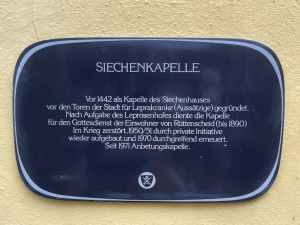 SIECHENKAPELLE
Vor 1442 als Kapelle des Siechenhauses
vor den Toren der Stadt für Leprakranke (Aussätzige) gegründet.
Nach Aufgabe des Leprosenhofes diente die Kapelle
für den Gottesdienst der Einwohner von Rüttenscheid (bis 1890)
Im Krieg zerstört, 1950/51 durch private Initiative
wieder aufgebaut und 1970 durchgreifend erneuert.
Seit 1971 Anbetungskapelle.